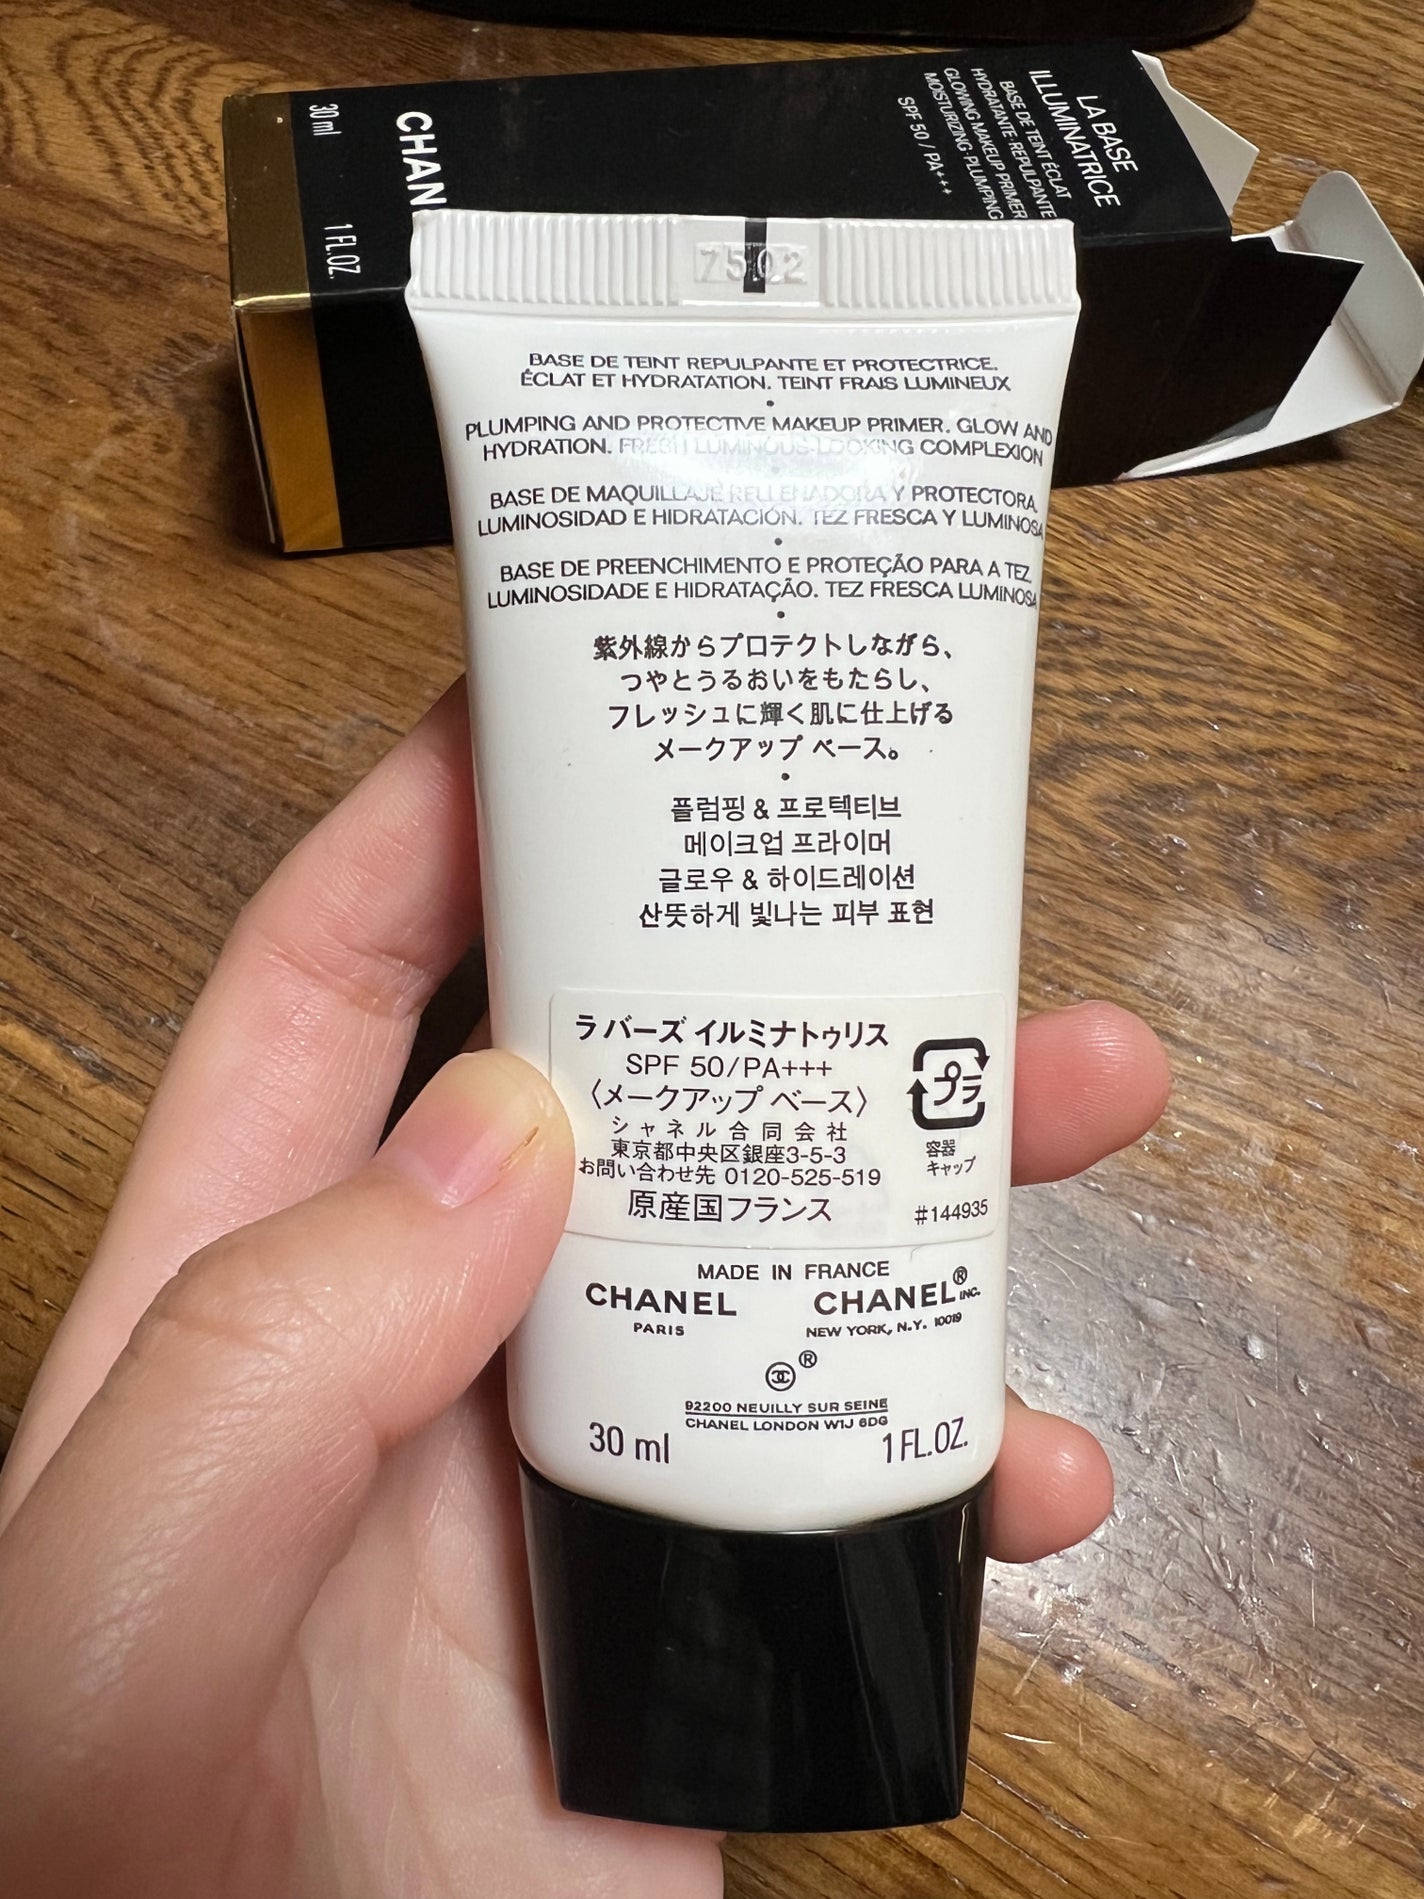 30 ml
1 FL.OZ.
CHAN
LA BASE
ILLUMINATRICE
BASE DE TEINT ÉCLAT
HYDRATANTE-REPULPANTE
GLOWING MAKEUP PRIMER
MOISTURIZING-PLUMPING
SPF 50 / PA+++
7502
BASE DE TEINT REPULPANTE ET PROTECTRICE.
ÉCLAT ET HYDRATATION. TEINT FRAIS LUMINEUX
•
PLUMPING AND PROTECTIVE MAKEUP PRIMER. GLOW AND
HYDRATION. FRESH LUMINOUS-LOOKING COMPLEXION
•
BASE DE MAQUILLAJE RELLENADORA Y PROTECTORA.
LUMINOSIDAD E HIDRATACIÓN. TEZ FRESCA Y LUMINOSA
•
BASE DE PREENCHIMENTO E PROTEÇÃO PARA A TEZ.
LUMINOSIDADE E HIDRATAÇÃO. TEZ FRESCA LUMINOSA
•
紫外線からプロテクトしながら、
つやとうるおいをもたらし、
フレッシュに輝く肌に仕上げる
メークアップ ベース。
•
플럼핑 & 프로텍티브
메이크업 프라이머
글로우 & 하이드레이션
산뜻하게 빛나는 피부 표현
ラ バーズ イルミナトゥリス
SPF 50/PA+++
〈メークアップ ベース〉
シャネル合同会社
東京都中央区銀座3-5-3
お問い合わせ先 0120-525-519
原産国フランス
プラ
容器
キャップ
#144935
MADE IN FRANCE
CHANEL
PARIS
CHANEL® INC.
NEW YORK, N.Y. 10019
®
92200 NEUILLY SUR SEINE
CHANEL LONDON W1J 6DG
30 ml
1 FL.OZ.